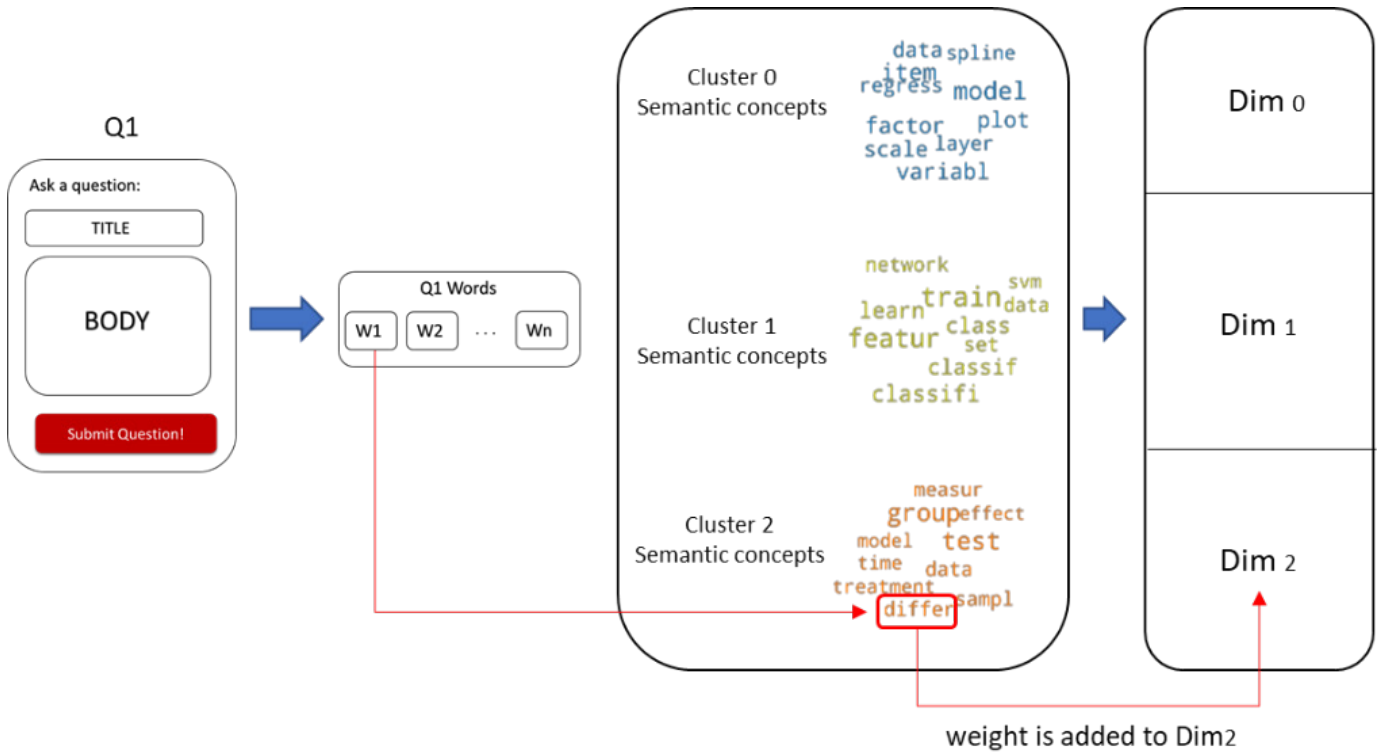 Q1
Ask a question:
TITLE
BODY
Submit Question!
Q1 Words
W1 W2 ... Wn
Cluster 0
Semantic concepts
data spline
item
regress model
factor plot
scale layer
variabl
Cluster 1
Semantic concepts
network
svm
learn train data
featur class
set
classif
classifi
Cluster 2
Semantic concepts
measur
group effect
model test
time data
treatment
differ sampl
Dim 0
Dim 1
Dim 2
weight is added to Dim2